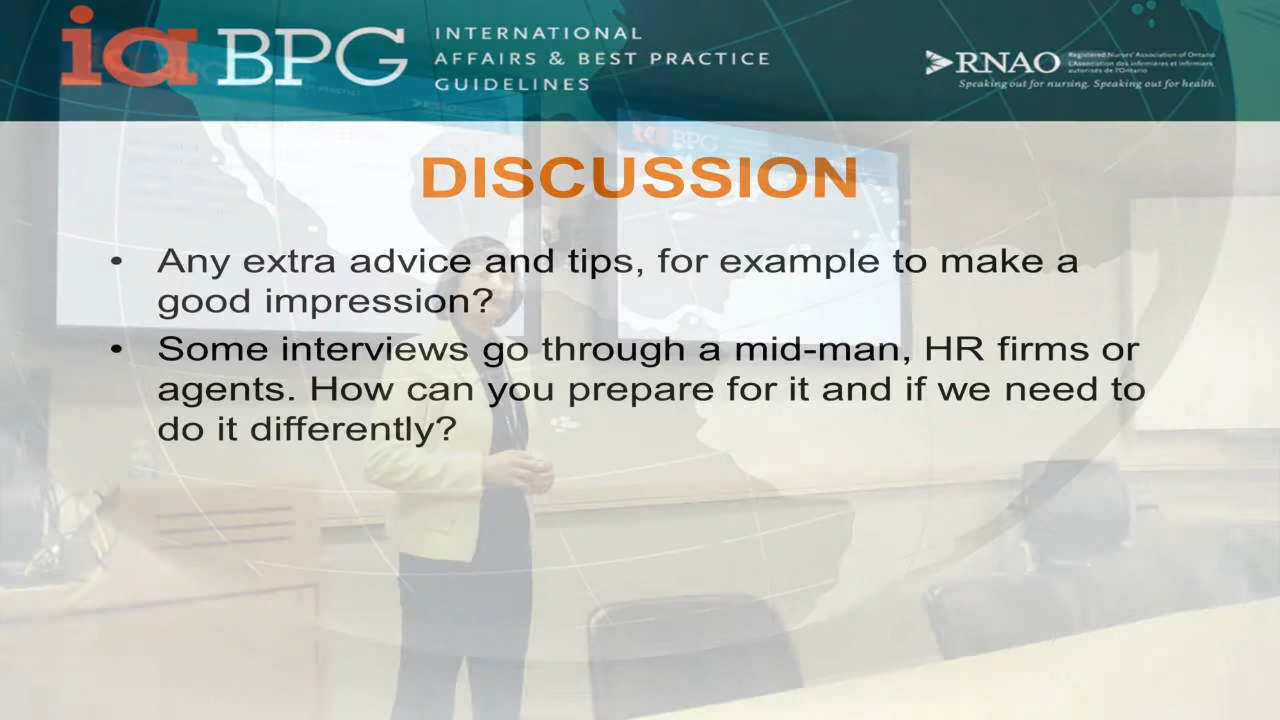 ia BPG
INTERNATIONAL
AFFAIRS & BEST PRACTICE
GUIDELINES
RNAO
Registered Nurses' Association of Ontario
L'Association des infirmières et infirmiers
autorisés de l'Ontario
Speaking out for nursing. Speaking out for health.
BPG
DISCUSSION
• Any extra advice and tips, for example to make a
good impression?
• Some interviews go through a mid-man, HR firms or
agents. How can you prepare for it and if we need to
do it differently?